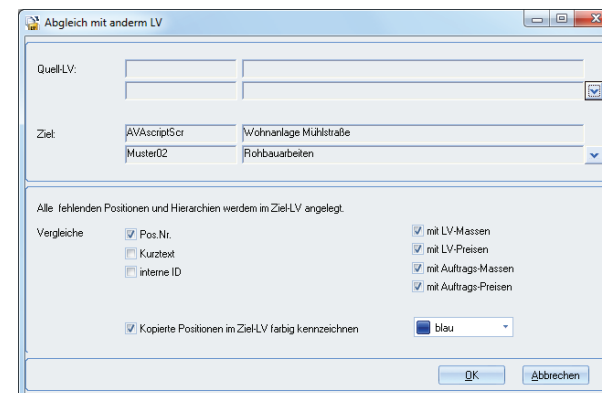 Abgleich mit anderm LV
Quell-LV:
Ziel: AVAscriptScr Wohnanlage Mühlstraße
Muster02 Rohbauarbeiten
Alle fehlenden Positionen und Hierarchien werdem im Ziel-LV angelegt.
Vergleiche Pos.Nr. mit LV-Massen
Kurztext mit LV-Preisen
interne ID mit Auftrags-Massen
mit Auftrags-Preisen
Kopierte Positionen im Ziel-LV farbig kennzeichnen blau
OK Abbrechen